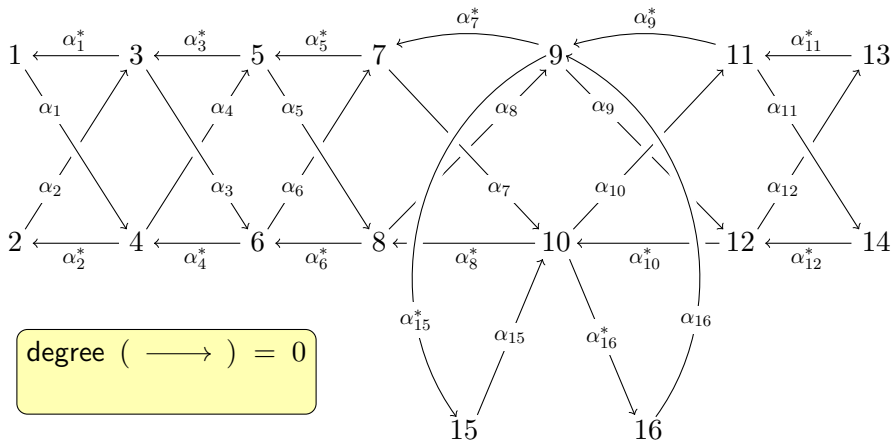 α₇* α₉*
α₁* α₃* α₅* α₁₁*
1 3 5 7 9 11 13
α₁ α₄ α₅ α₈ α₉ α₁₁
α₂ α₃ α₆ α₇ α₁₀ α₁₂
2 4 6 8 10 12 14
α₂* α₄* α₆* α₈* α₁₀* α₁₂*
α₁₅* α₁₅ α₁₆* α₁₆
degree ( ⟶ ) = 0
15 16